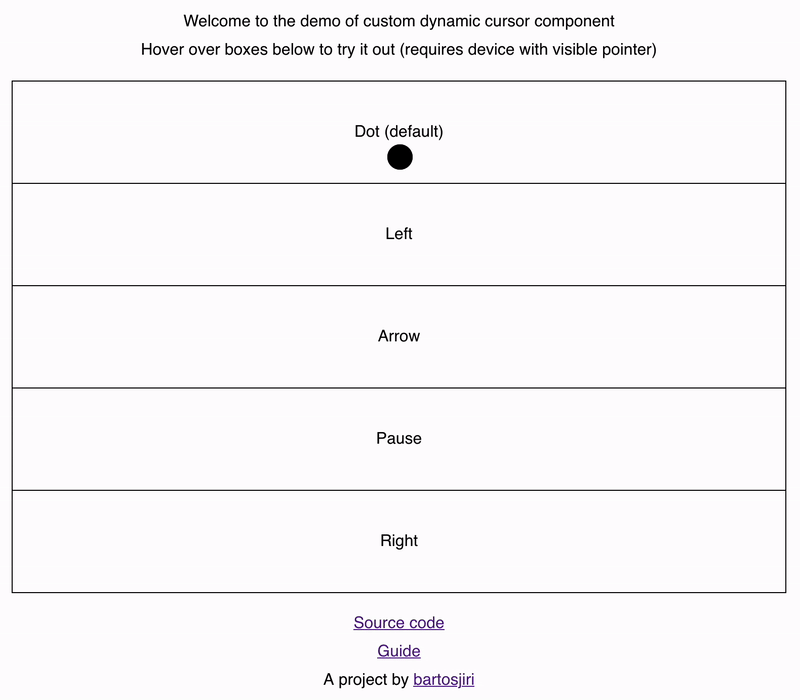 Welcome to the demo of custom dynamic cursor component
Hover over boxes below to try it out (requires device with visible pointer)
Dot (default)
Left
Arrow
Pause
Right
Source code
Guide
A project by bartosjiri